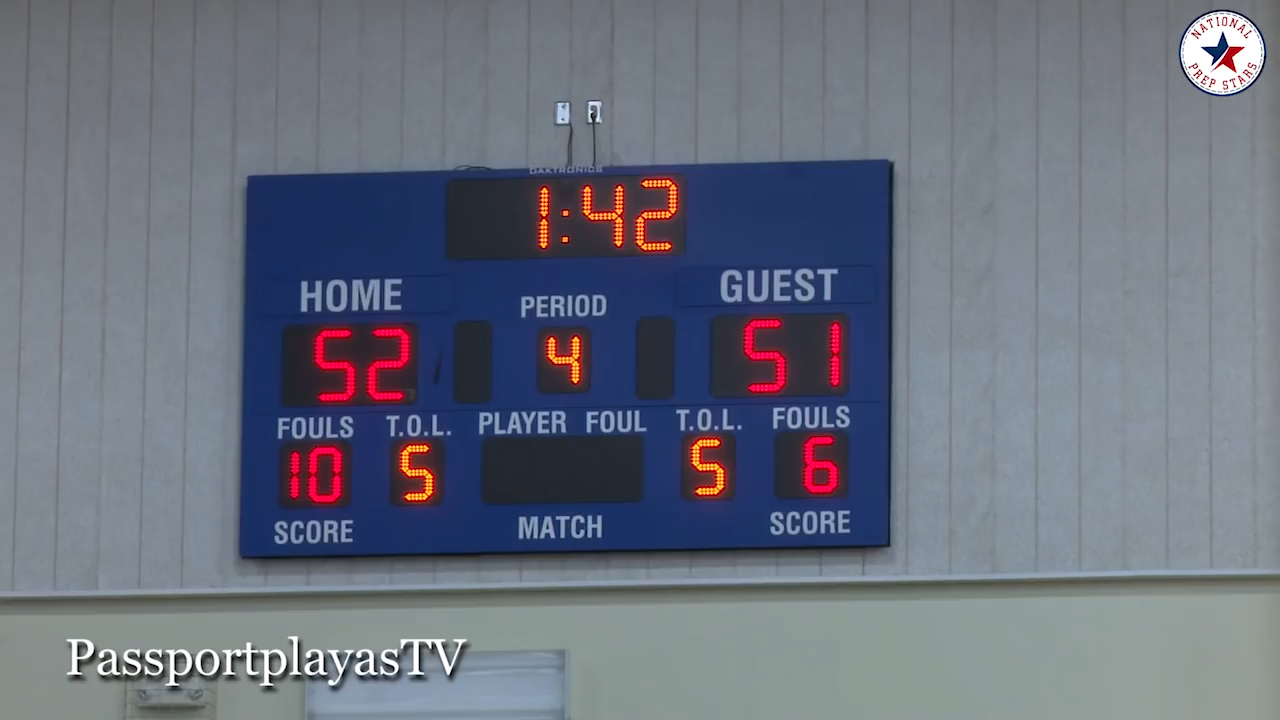 NATIONAL
PREP STARS
DAKTRONICS
1:42
HOME
PERIOD
GUEST
52
4
51
FOULS
T.O.L.
PLAYER FOUL
T.O.L.
FOULS
10
5
5
6
SCORE
MATCH
SCORE
PassportplayasTV